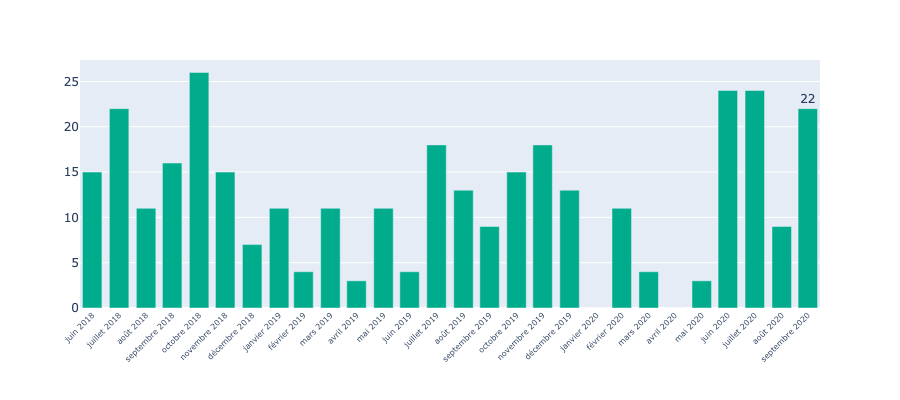 25
20
15
10
5
0
22
juin 2018
juillet 2018
août 2018
septembre 2018
octobre 2018
novembre 2018
décembre 2018
janvier 2019
février 2019
mars 2019
avril 2019
mai 2019
juin 2019
juillet 2019
août 2019
septembre 2019
octobre 2019
novembre 2019
décembre 2019
janvier 2020
février 2020
mars 2020
avril 2020
mai 2020
juin 2020
juillet 2020
août 2020
septembre 2020